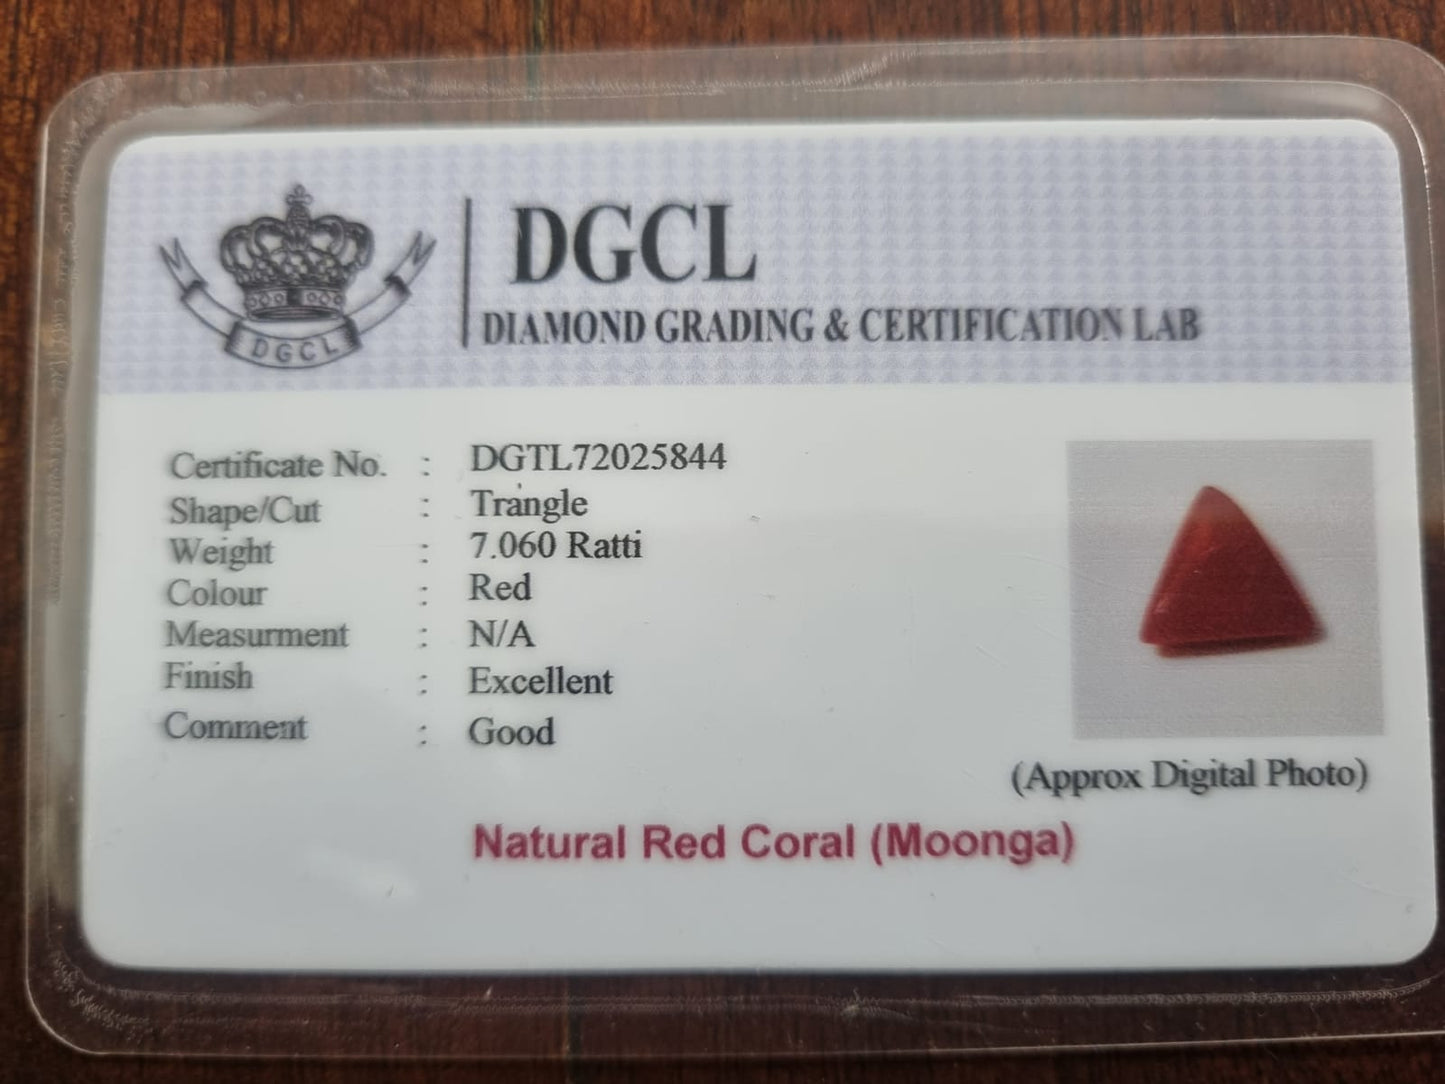 DGCL
DGCL
DIAMOND GRADING & CERTIFICATION LAB
Certificate No. : DGTL72025844
Shape/Cut : Trangle
Weight : 7.060 Ratti
Colour : Red
Measurment : N/A
Finish : Excellent
Comment : Good
(Approx Digital Photo)
Natural Red Coral (Moonga)